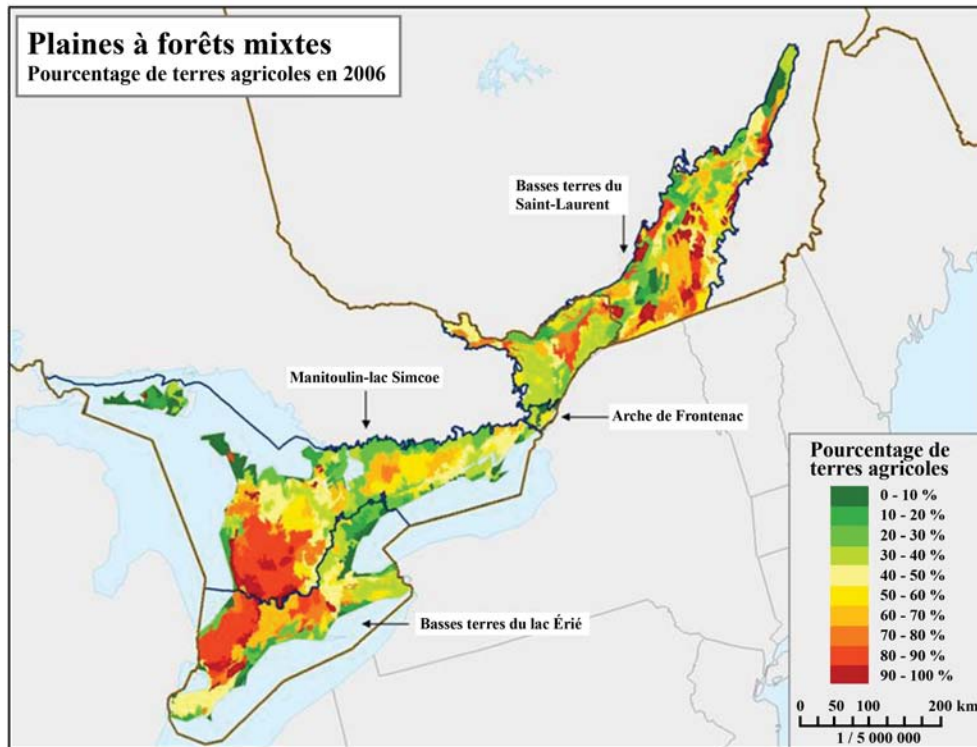 Plaines à forêts mixtes
Pourcentage de terres agricoles en 2006
Basses terres du
Saint-Laurent
Manitoulin-lac Simcoe
Arche de Frontenac
Basses terres du lac Érié
Pourcentage de
terres agricoles
0 - 10 %
10 - 20 %
20 - 30 %
30 - 40 %
40 - 50 %
50 - 60 %
60 - 70 %
70 - 80 %
80 - 90 %
90 - 100 %
0 50 100 200 km
1 / 5 000 000